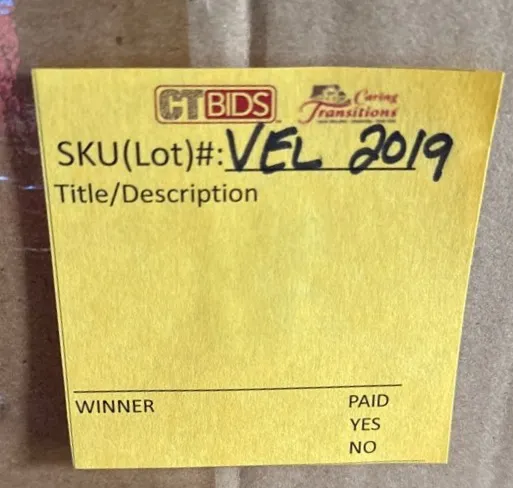 CTBIDS Caring Transitions
SKU(Lot)#: VEL 2019
Title/Description
WINNER PAID
YES
NO